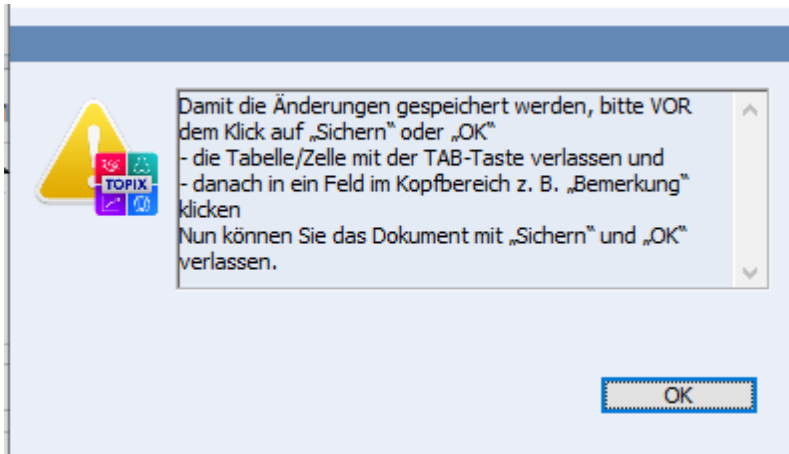 Damit die Änderungen gespeichert werden, bitte VOR
dem Klick auf „Sichern“ oder „OK“
- die Tabelle/Zelle mit der TAB-Taste verlassen und
- danach in ein Feld im Kopfbereich z. B. „Bemerkung“
klicken
Nun können Sie das Dokument mit „Sichern“ und „OK“
verlassen.
TOPIX
OK